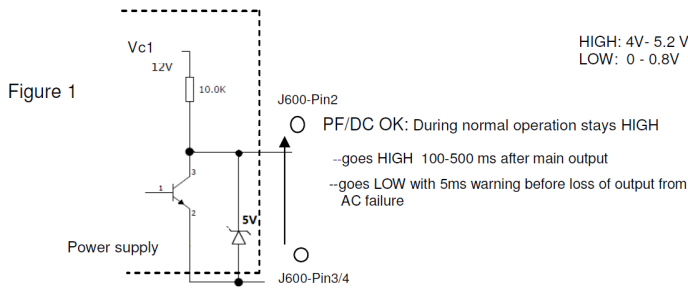 Vc1
12V
HIGH: 4V- 5.2 V
LOW: 0 - 0.8V
Figure 1
10.0K
J600-Pin2
PF/DC OK: During normal operation stays HIGH
--goes HIGH 100-500 ms after main output
3
--goes LOW with 5ms warning before loss of output from
AC failure
1
2
5V
Power supply
J600-Pin3/4